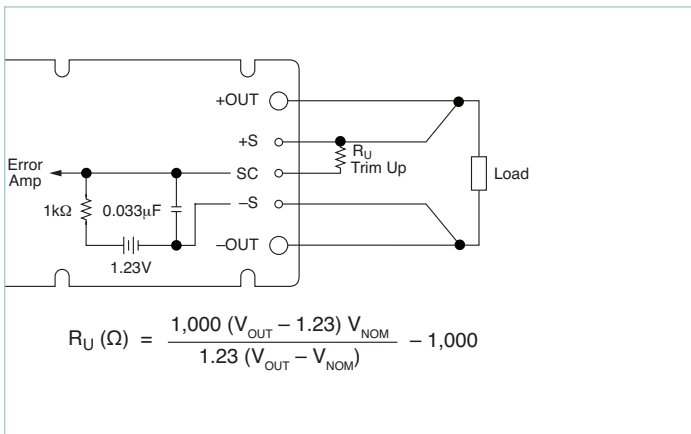 +OUT
+S
R_U
Trim Up
Error
Amp
SC
Load
1kΩ
0.033μF
–S
–OUT
1.23V
R_U (Ω) = 1,000 (V_OUT – 1.23) V_NOM / 1.23 (V_OUT – V_NOM) – 1,000